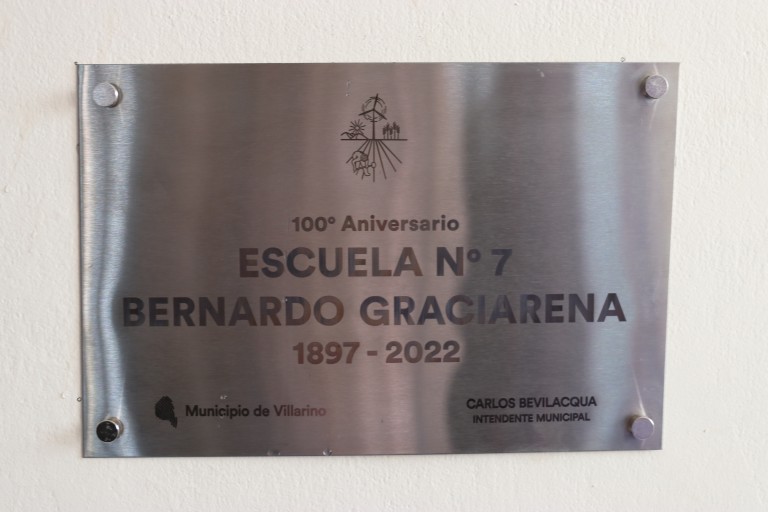 100° Aniversario
ESCUELA N° 7
BERNARDO GRACIARENA
1897 - 2022
Municipio de Villarino
CARLOS BEVILACQUA
INTENDENTE MUNICIPAL